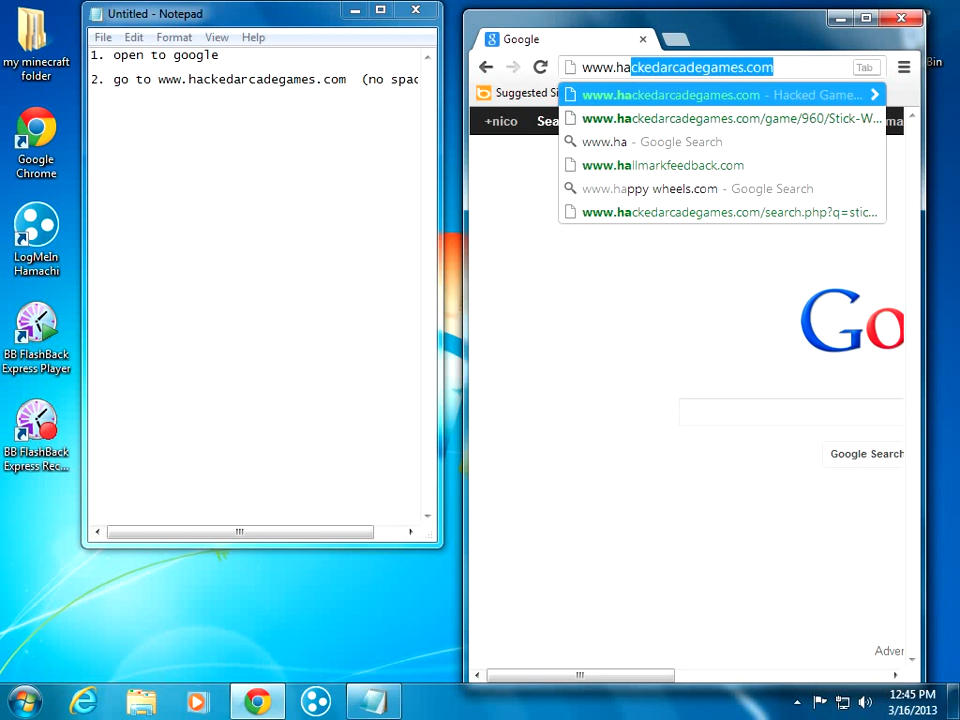 my minecraft
folder
Google
Chrome
LogMeIn
Hamachi
BB FlashBack
Express Player
BB FlashBack
Express Rec...
Untitled - Notepad
File Edit Format View Help
1. open to google
2. go to www.hackedarcadegames.com (no spac
Google
www.hackedarcadegames.com Tab
Suggested Si
www.hackedarcadegames.com - Hacked Game...
www.hackedarcadegames.com/game/960/Stick-W...
www.ha - Google Search
www.hallmarkfeedback.com
www.happy wheels.com - Google Search
www.hackedarcadegames.com/search.php?q=stic...
+nico Sea
ma
Bin
Go
Google Search
Adver
12:45 PM
3/16/2013